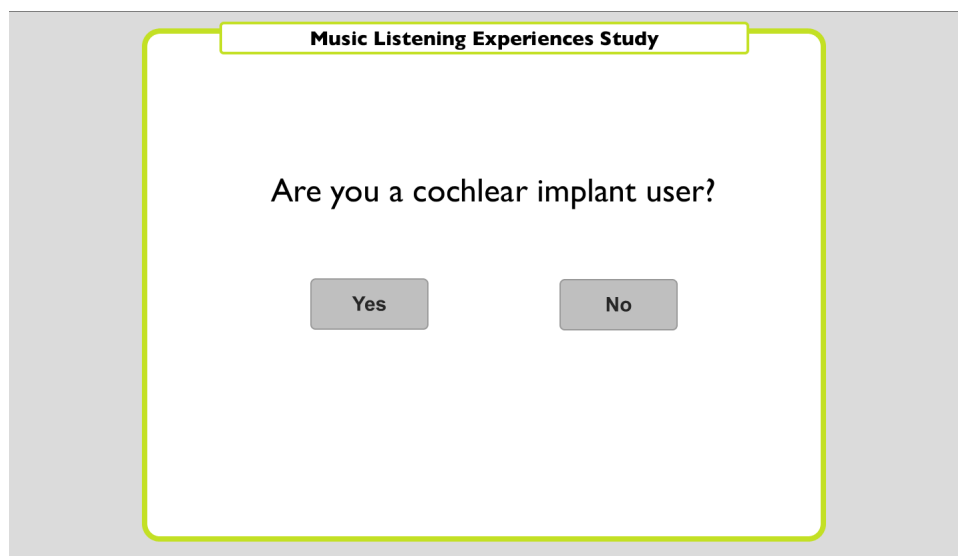 Music Listening Experiences Study
Are you a cochlear implant user?
Yes
No